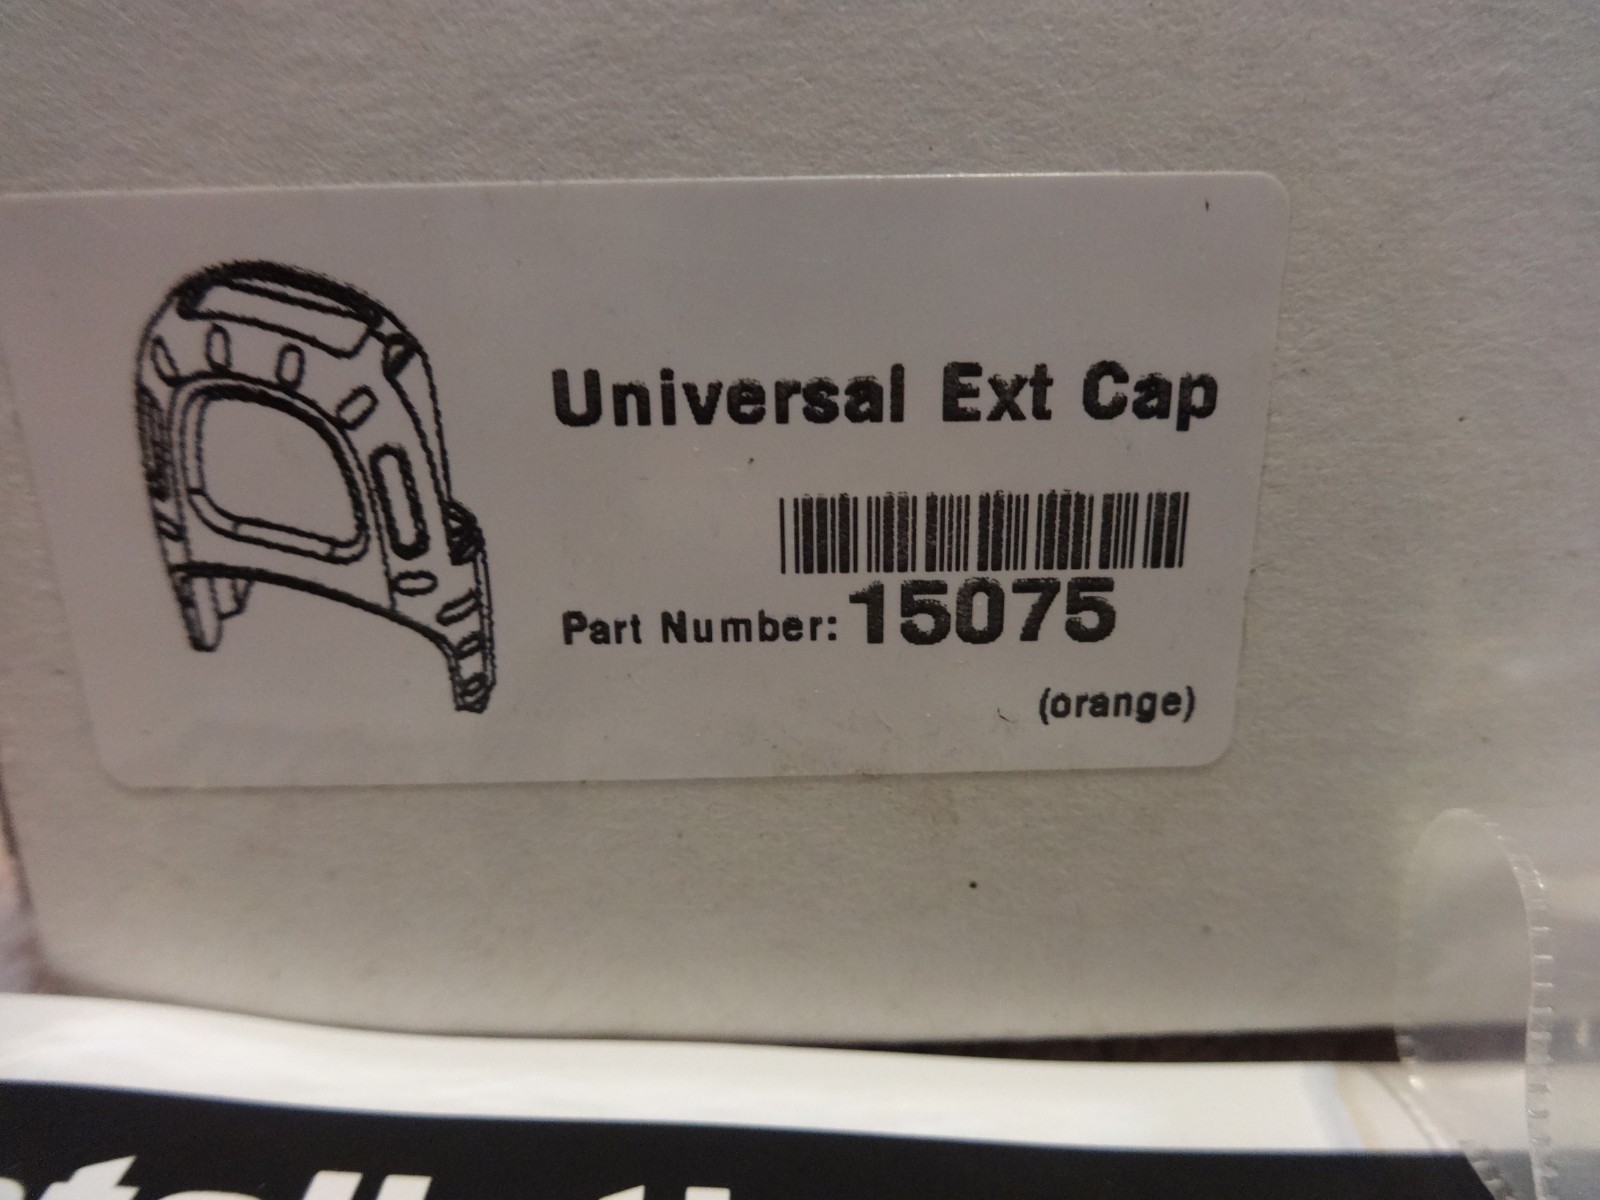 Universal Ext Cap
Part Number: 15075
(orange)